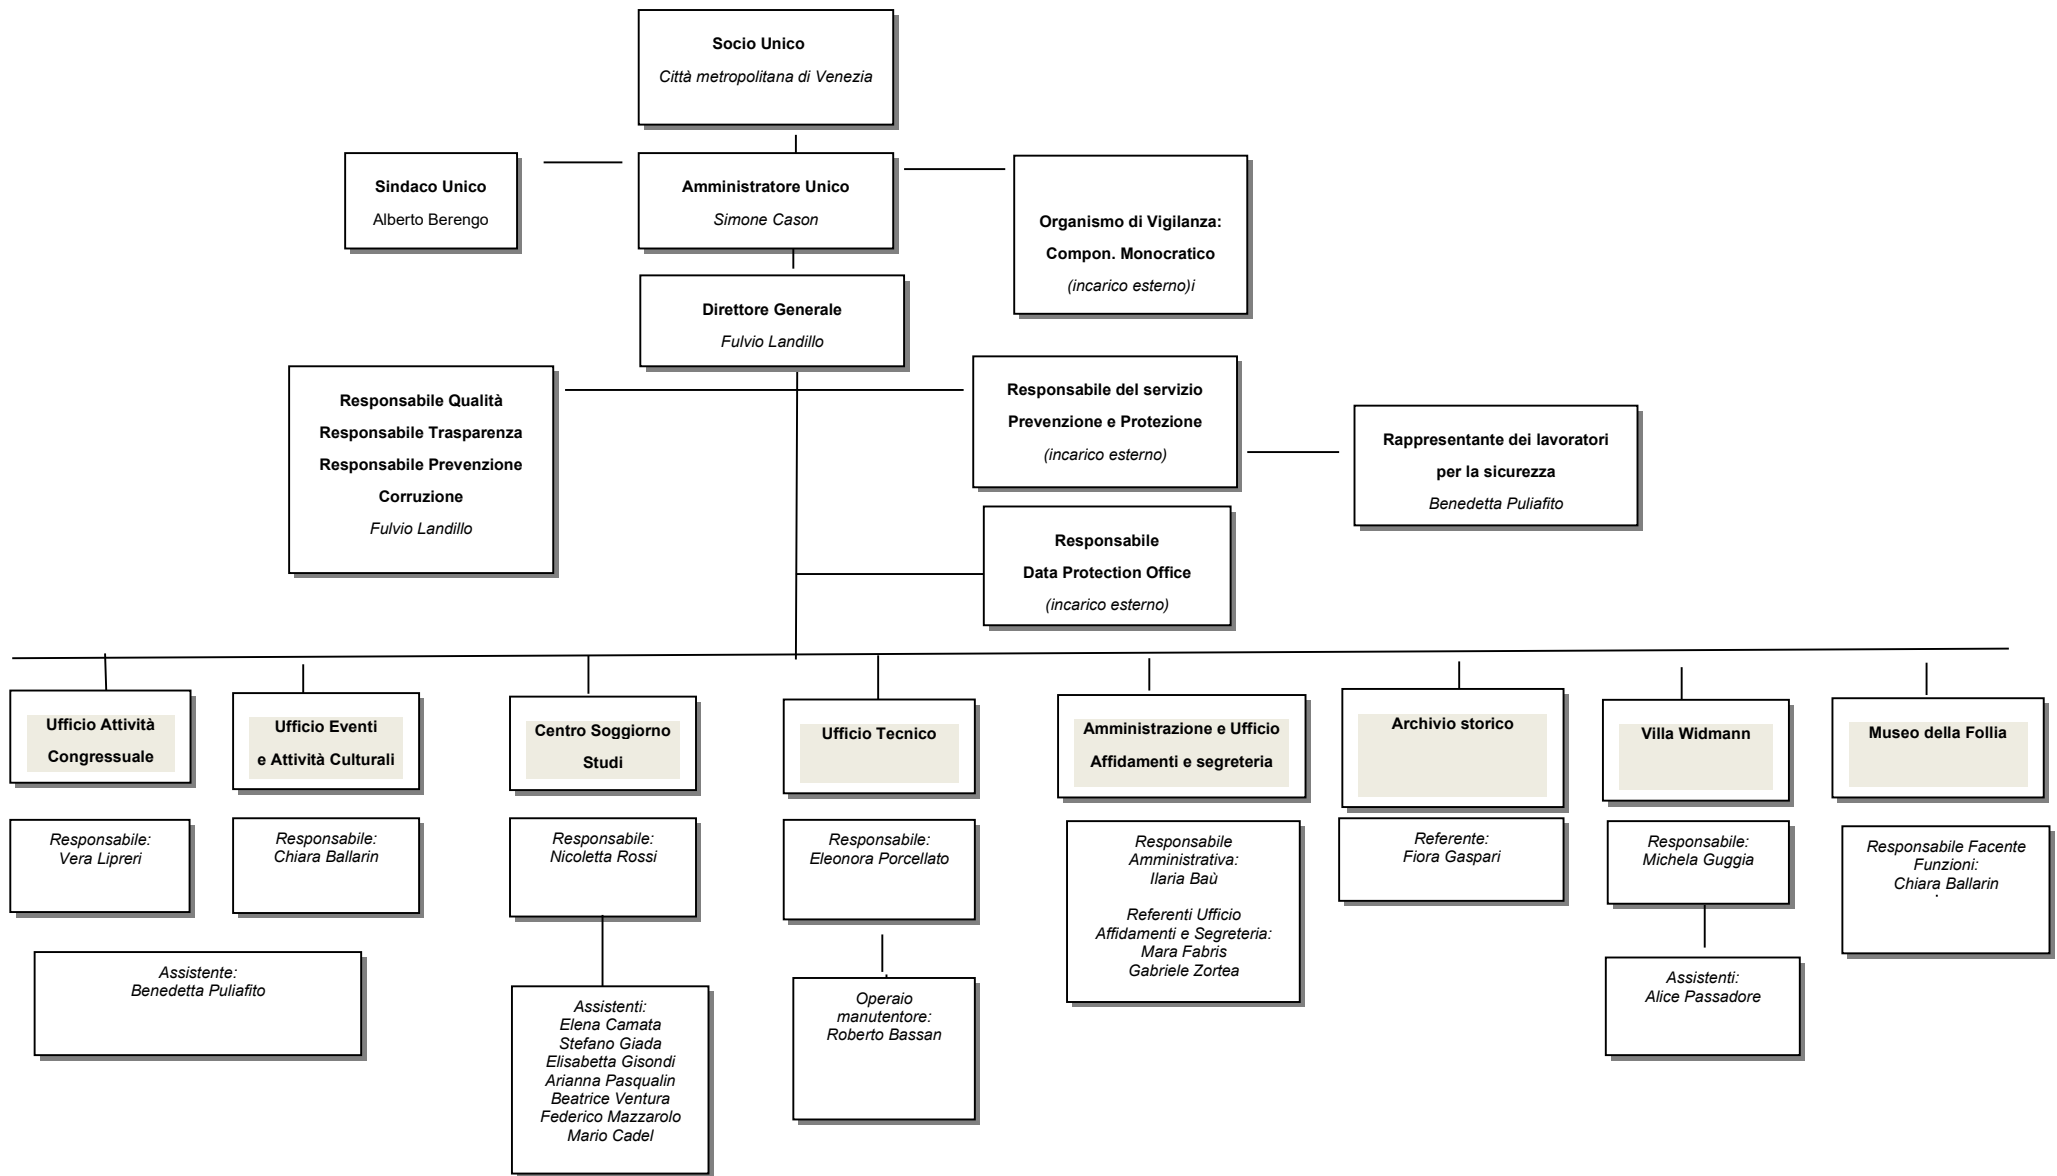 Socio Unico
Città metropolitana di Venezia
Sindaco Unico
Alberto Berengo
Amministratore Unico
Simone Cason
Organismo di Vigilanza:
Compon. Monocratico
(incarico esterno)i
Direttore Generale
Fulvio Landillo
Responsabile Qualità
Responsabile Trasparenza
Responsabile Prevenzione
Corruzione
Fulvio Landillo
Responsabile del servizio
Prevenzione e Protezione
(incarico esterno)
Rappresentante dei lavoratori
per la sicurezza
Benedetta Puliafito
Responsabile
Data Protection Office
(incarico esterno)
Ufficio Attività
Congressuale
Ufficio Eventi
e Attività Culturali
Centro Soggiorno
Studi
Ufficio Tecnico
Amministrazione e Ufficio
Affidamenti e segreteria
Archivio storico
Villa Widmann
Museo della Follia
Responsabile:
Vera Lipreri
Responsabile:
Chiara Ballarin
Responsabile:
Nicoletta Rossi
Responsabile:
Eleonora Porcellato
Responsabile
Amministrativa:
Ilaria Baù
Referenti Ufficio
Affidamenti e Segreteria:
Mara Fabris
Gabriele Zortea
Referente:
Fiora Gaspari
Responsabile:
Michela Guggia
Responsabile Facente
Funzioni:
Chiara Ballarin
.
Assistente:
Benedetta Puliafito
Assistenti:
Elena Camata
Stefano Giada
Elisabetta Gisondi
Arianna Pasqualin
Beatrice Ventura
Federico Mazzarolo
Mario Cadel
Operaio
manutentore:
Roberto Bassan
Assistenti:
Alice Passadore